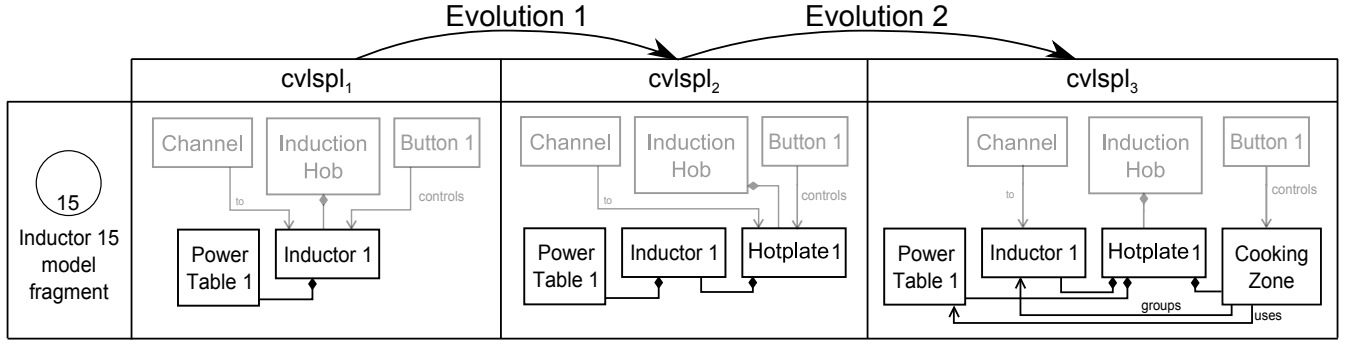 Evolution 1
Evolution 2
cvlspl1
cvlspl2
cvlspl3
15
Inductor 15
model
fragment
Channel
Induction
Hob
Button 1
to
controls
Power
Table 1
Inductor 1
Channel
Induction
Hob
Button 1
to
controls
Power
Table 1
Inductor 1
Hotplate 1
Channel
Induction
Hob
Button 1
to
controls
Power
Table 1
Inductor 1
Hotplate 1
Cooking
Zone
groups
uses